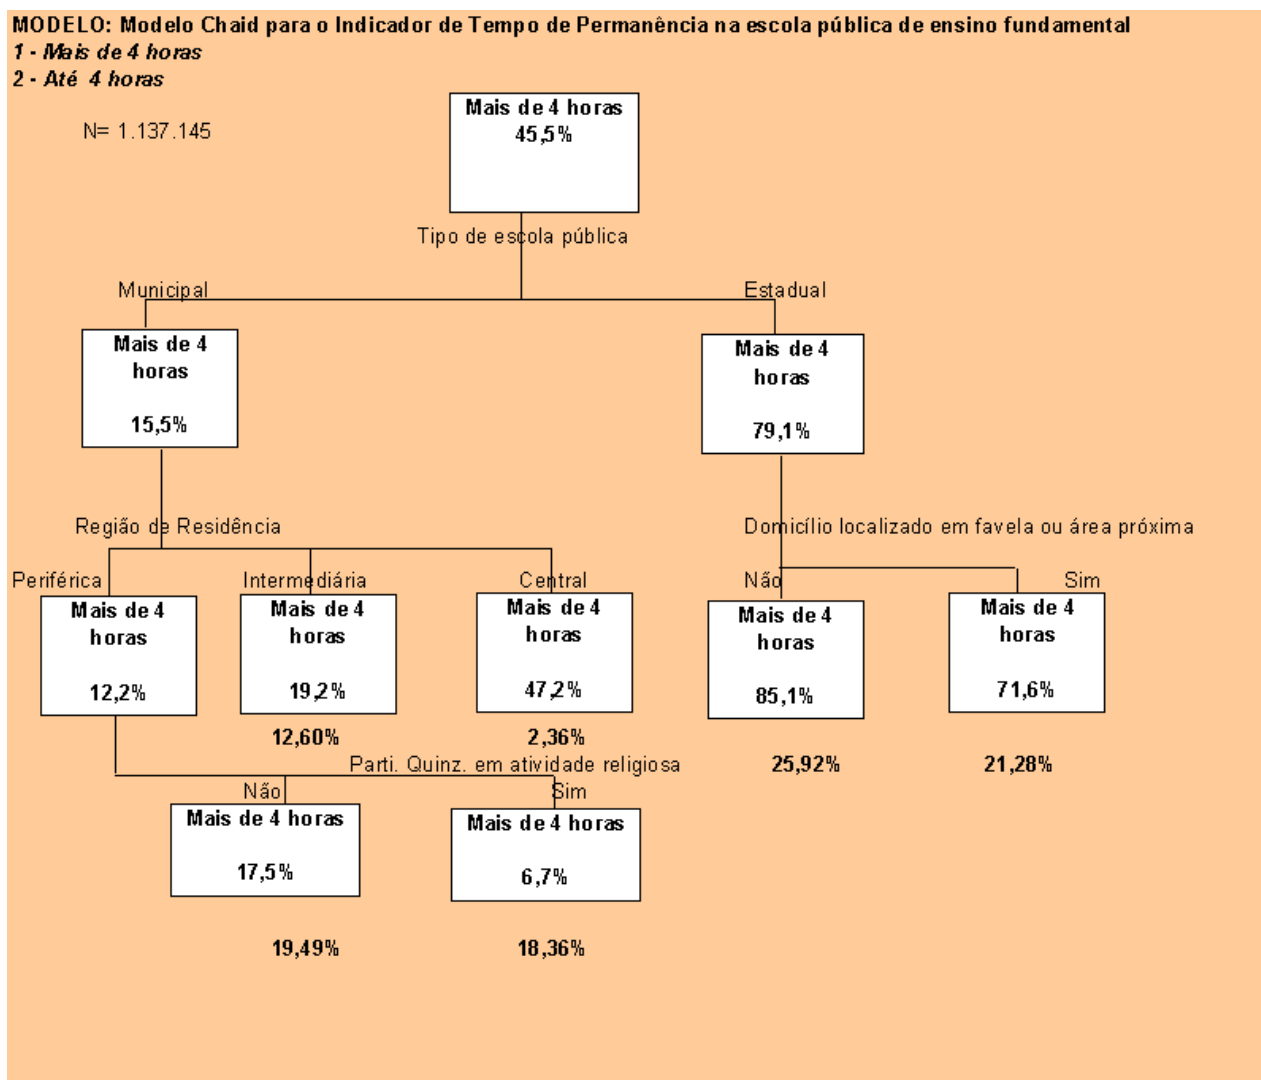 MODELO: Modelo Chaid para o Indicador de Tempo de Permanência na escola pública de ensino fundamental
1 - Mais de 4 horas
2 - Até 4 horas
N= 1.137.145
Mais de 4 horas
45,5%
Tipo de escola pública
Municipal
Estadual
Mais de 4
horas
15,5%
Mais de 4
horas
79,1%
Região de Residência
Domicílio localizado em favela ou área próxima
Periférica
Intermediária
Central
Não
Sim
Mais de 4
horas
12,2%
Mais de 4
horas
19,2%
Mais de 4
horas
47,2%
Mais de 4
horas
85,1%
Mais de 4
horas
71,6%
12,60%
2,36%
25,92%
21,28%
Parti. Quinz. em atividade religiosa
Não
Sim
Mais de 4 horas
17,5%
Mais de 4 horas
6,7%
19,49%
18,36%